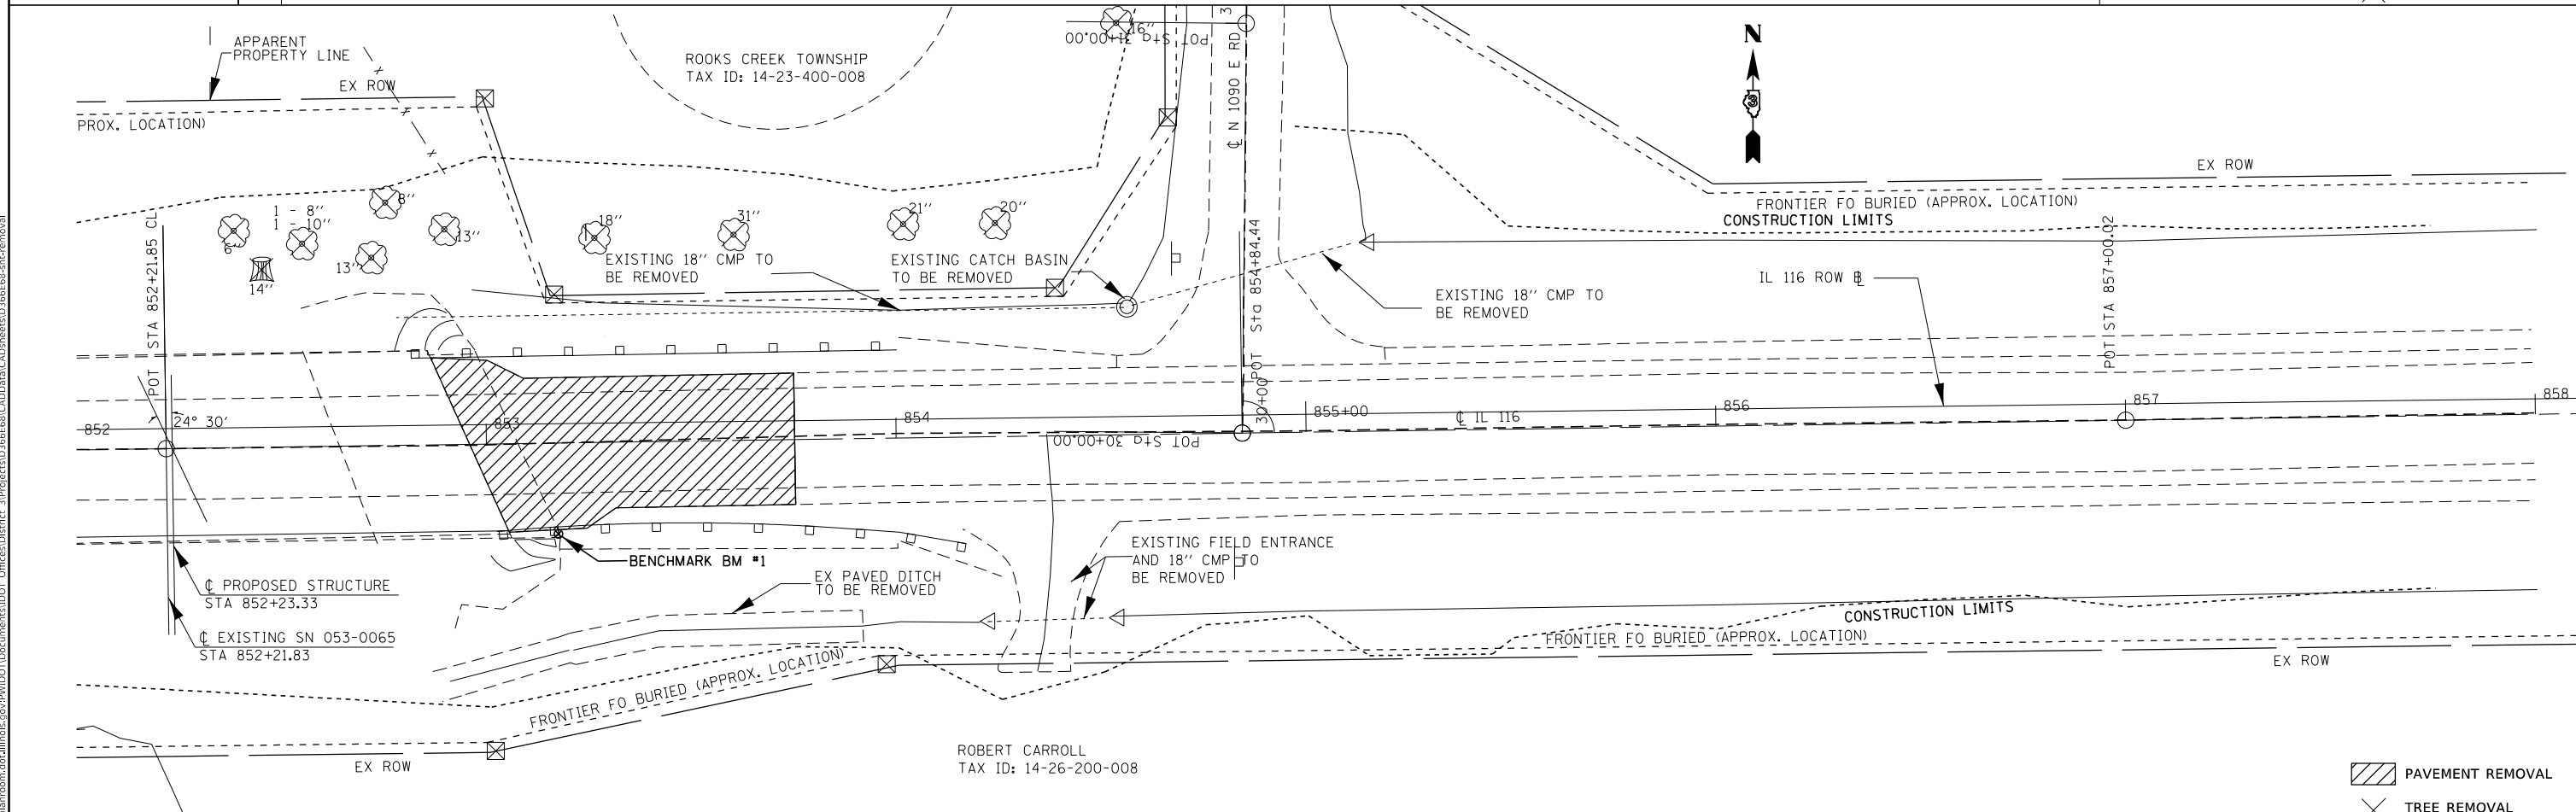 APPARENT
PROPERTY LINE
EX ROW
PROX. LOCATION)
ROOKS CREEK TOWNSHIP
TAX ID: 14-23-400-008
16''
POT Sta 31+00.00
℄ N 1090 E RD
N
3
EX ROW
FRONTIER FO BURIED (APPROX. LOCATION)
CONSTRUCTION LIMITS
1 - 8''
1 - 10''
8''
6''
13''
13''
14''
18''
31''
21''
20''
EXISTING 18'' CMP TO
BE REMOVED
EXISTING CATCH BASIN
TO BE REMOVED
EXISTING 18'' CMP TO
BE REMOVED
IL 116 ROW ℄
POT STA 852+21.85 CL
POT Sta 854+84.44
30+00
POT STA 857+00.02
24° 30'
852
853
854
855+00
856
857
858
℄ IL 116
POT Sta 30+00.00
BENCHMARK BM #1
℄ PROPOSED STRUCTURE
STA 852+23.33
℄ EXISTING SN 053-0065
STA 852+21.83
EX PAVED DITCH
TO BE REMOVED
EXISTING FIELD ENTRANCE
AND 18'' CMP TO
BE REMOVED
CONSTRUCTION LIMITS
FRONTIER FO BURIED (APPROX. LOCATION)
EX ROW
FRONTIER FO BURIED (APPROX. LOCATION)
EX ROW
ROBERT CARROLL
TAX ID: 14-26-200-008
PAVEMENT REMOVAL
TREE REMOVAL